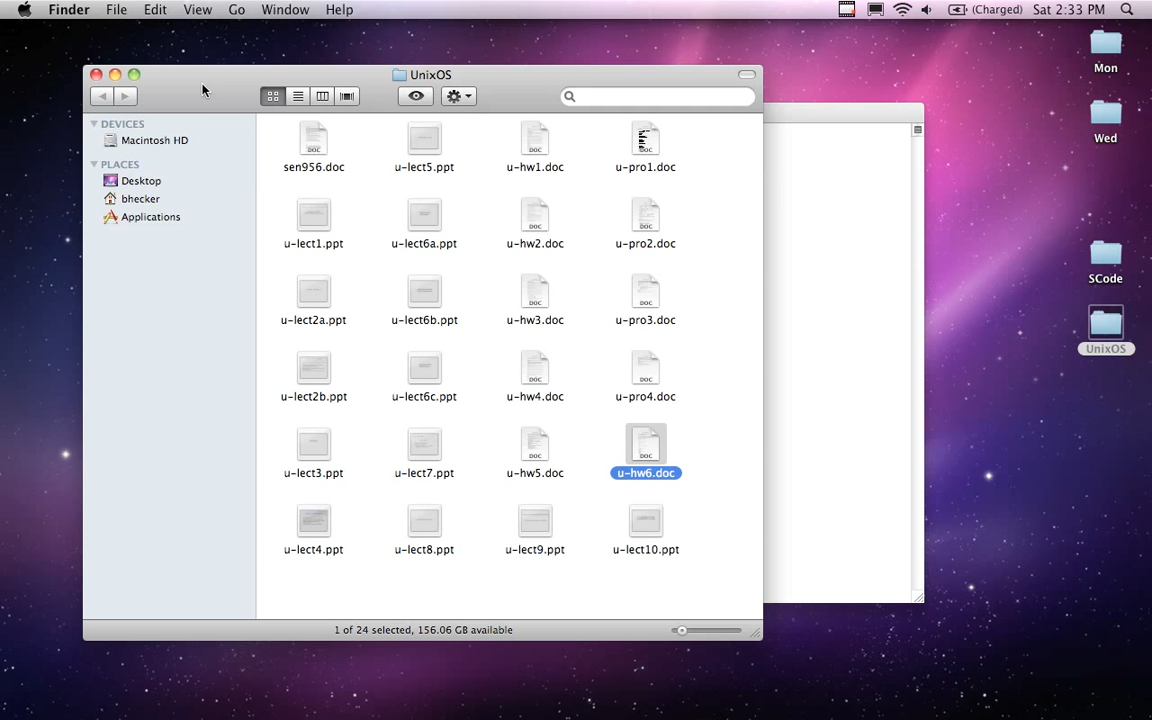 Finder File Edit View Go Window Help (Charged) Sat 2:33 PM
UnixOS
DEVICES
Macintosh HD
PLACES
Desktop
bhecker
Applications
sen956.doc u-lect5.ppt u-hw1.doc u-pro1.doc
u-lect1.ppt u-lect6a.ppt u-hw2.doc u-pro2.doc
u-lect2a.ppt u-lect6b.ppt u-hw3.doc u-pro3.doc
u-lect2b.ppt u-lect6c.ppt u-hw4.doc u-pro4.doc
u-lect3.ppt u-lect7.ppt u-hw5.doc u-hw6.doc
u-lect4.ppt u-lect8.ppt u-lect9.ppt u-lect10.ppt
1 of 24 selected, 156.06 GB available
Mon
Wed
SCode
UnixOS